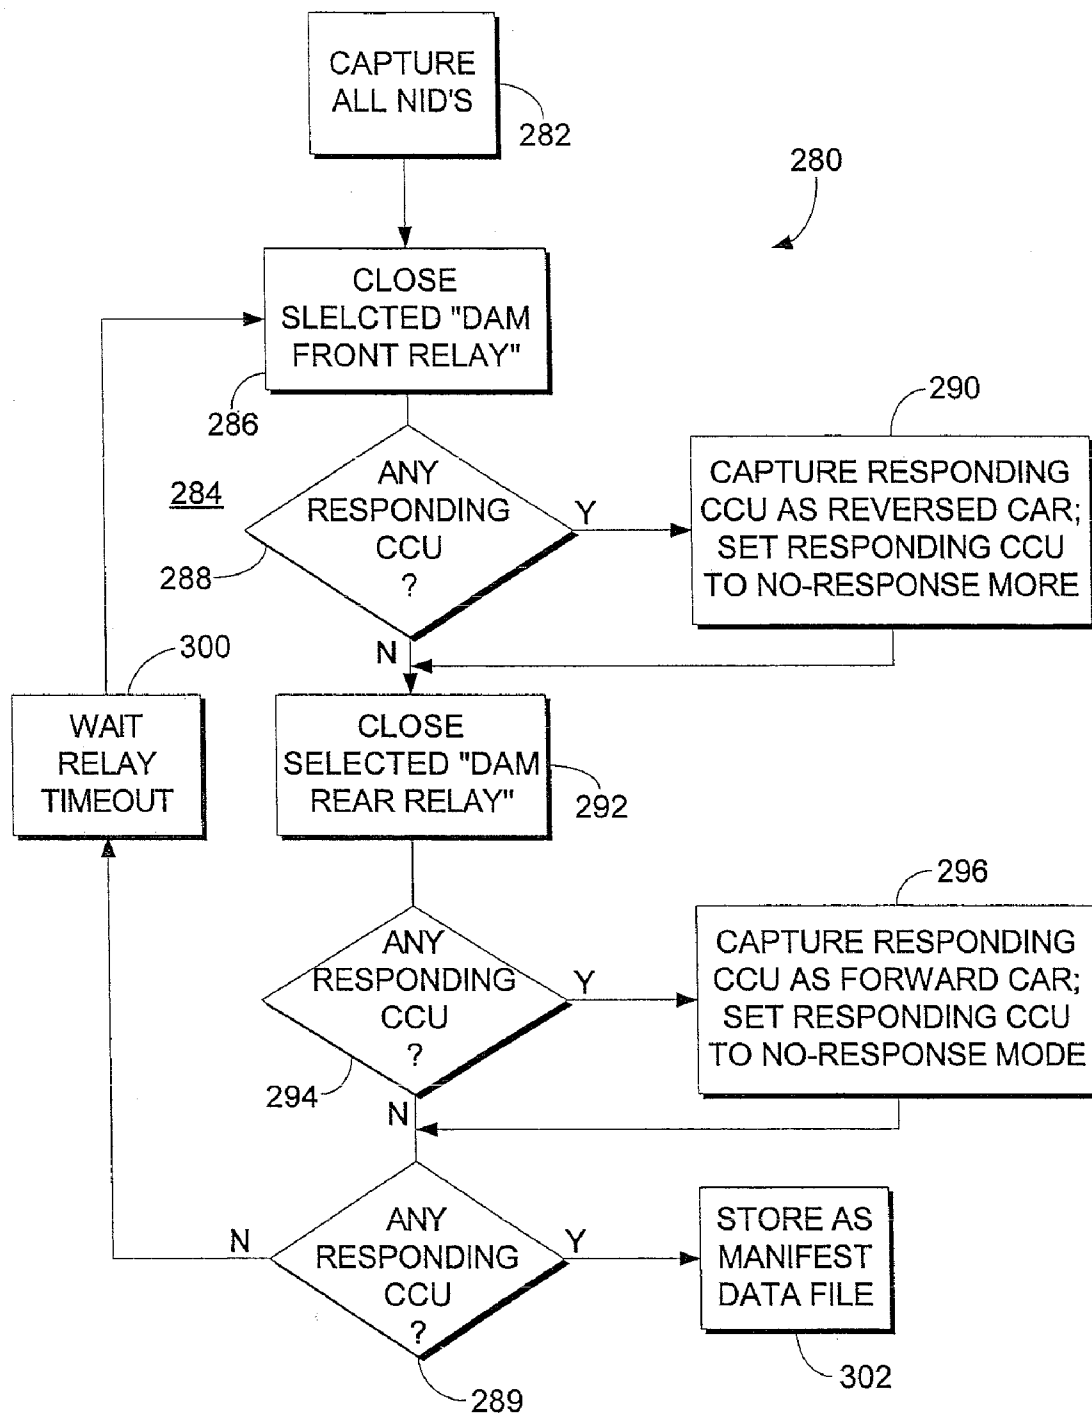 CAPTURE
ALL NID'S
282
280
CLOSE
SLELCTED "DAM
FRONT RELAY"
286
284
ANY
RESPONDING
CCU
?
288
Y
N
290
CAPTURE RESPONDING
CCU AS REVERSED CAR;
SET RESPONDING CCU
TO NO-RESPONSE MORE
300
WAIT
RELAY
TIMEOUT
CLOSE
SELECTED "DAM
REAR RELAY"
292
ANY
RESPONDING
CCU
?
294
Y
N
296
CAPTURE RESPONDING
CCU AS FORWARD CAR;
SET RESPONDING CCU
TO NO-RESPONSE MODE
N
ANY
RESPONDING
CCU
?
289
Y
STORE AS
MANIFEST
DATA FILE
302